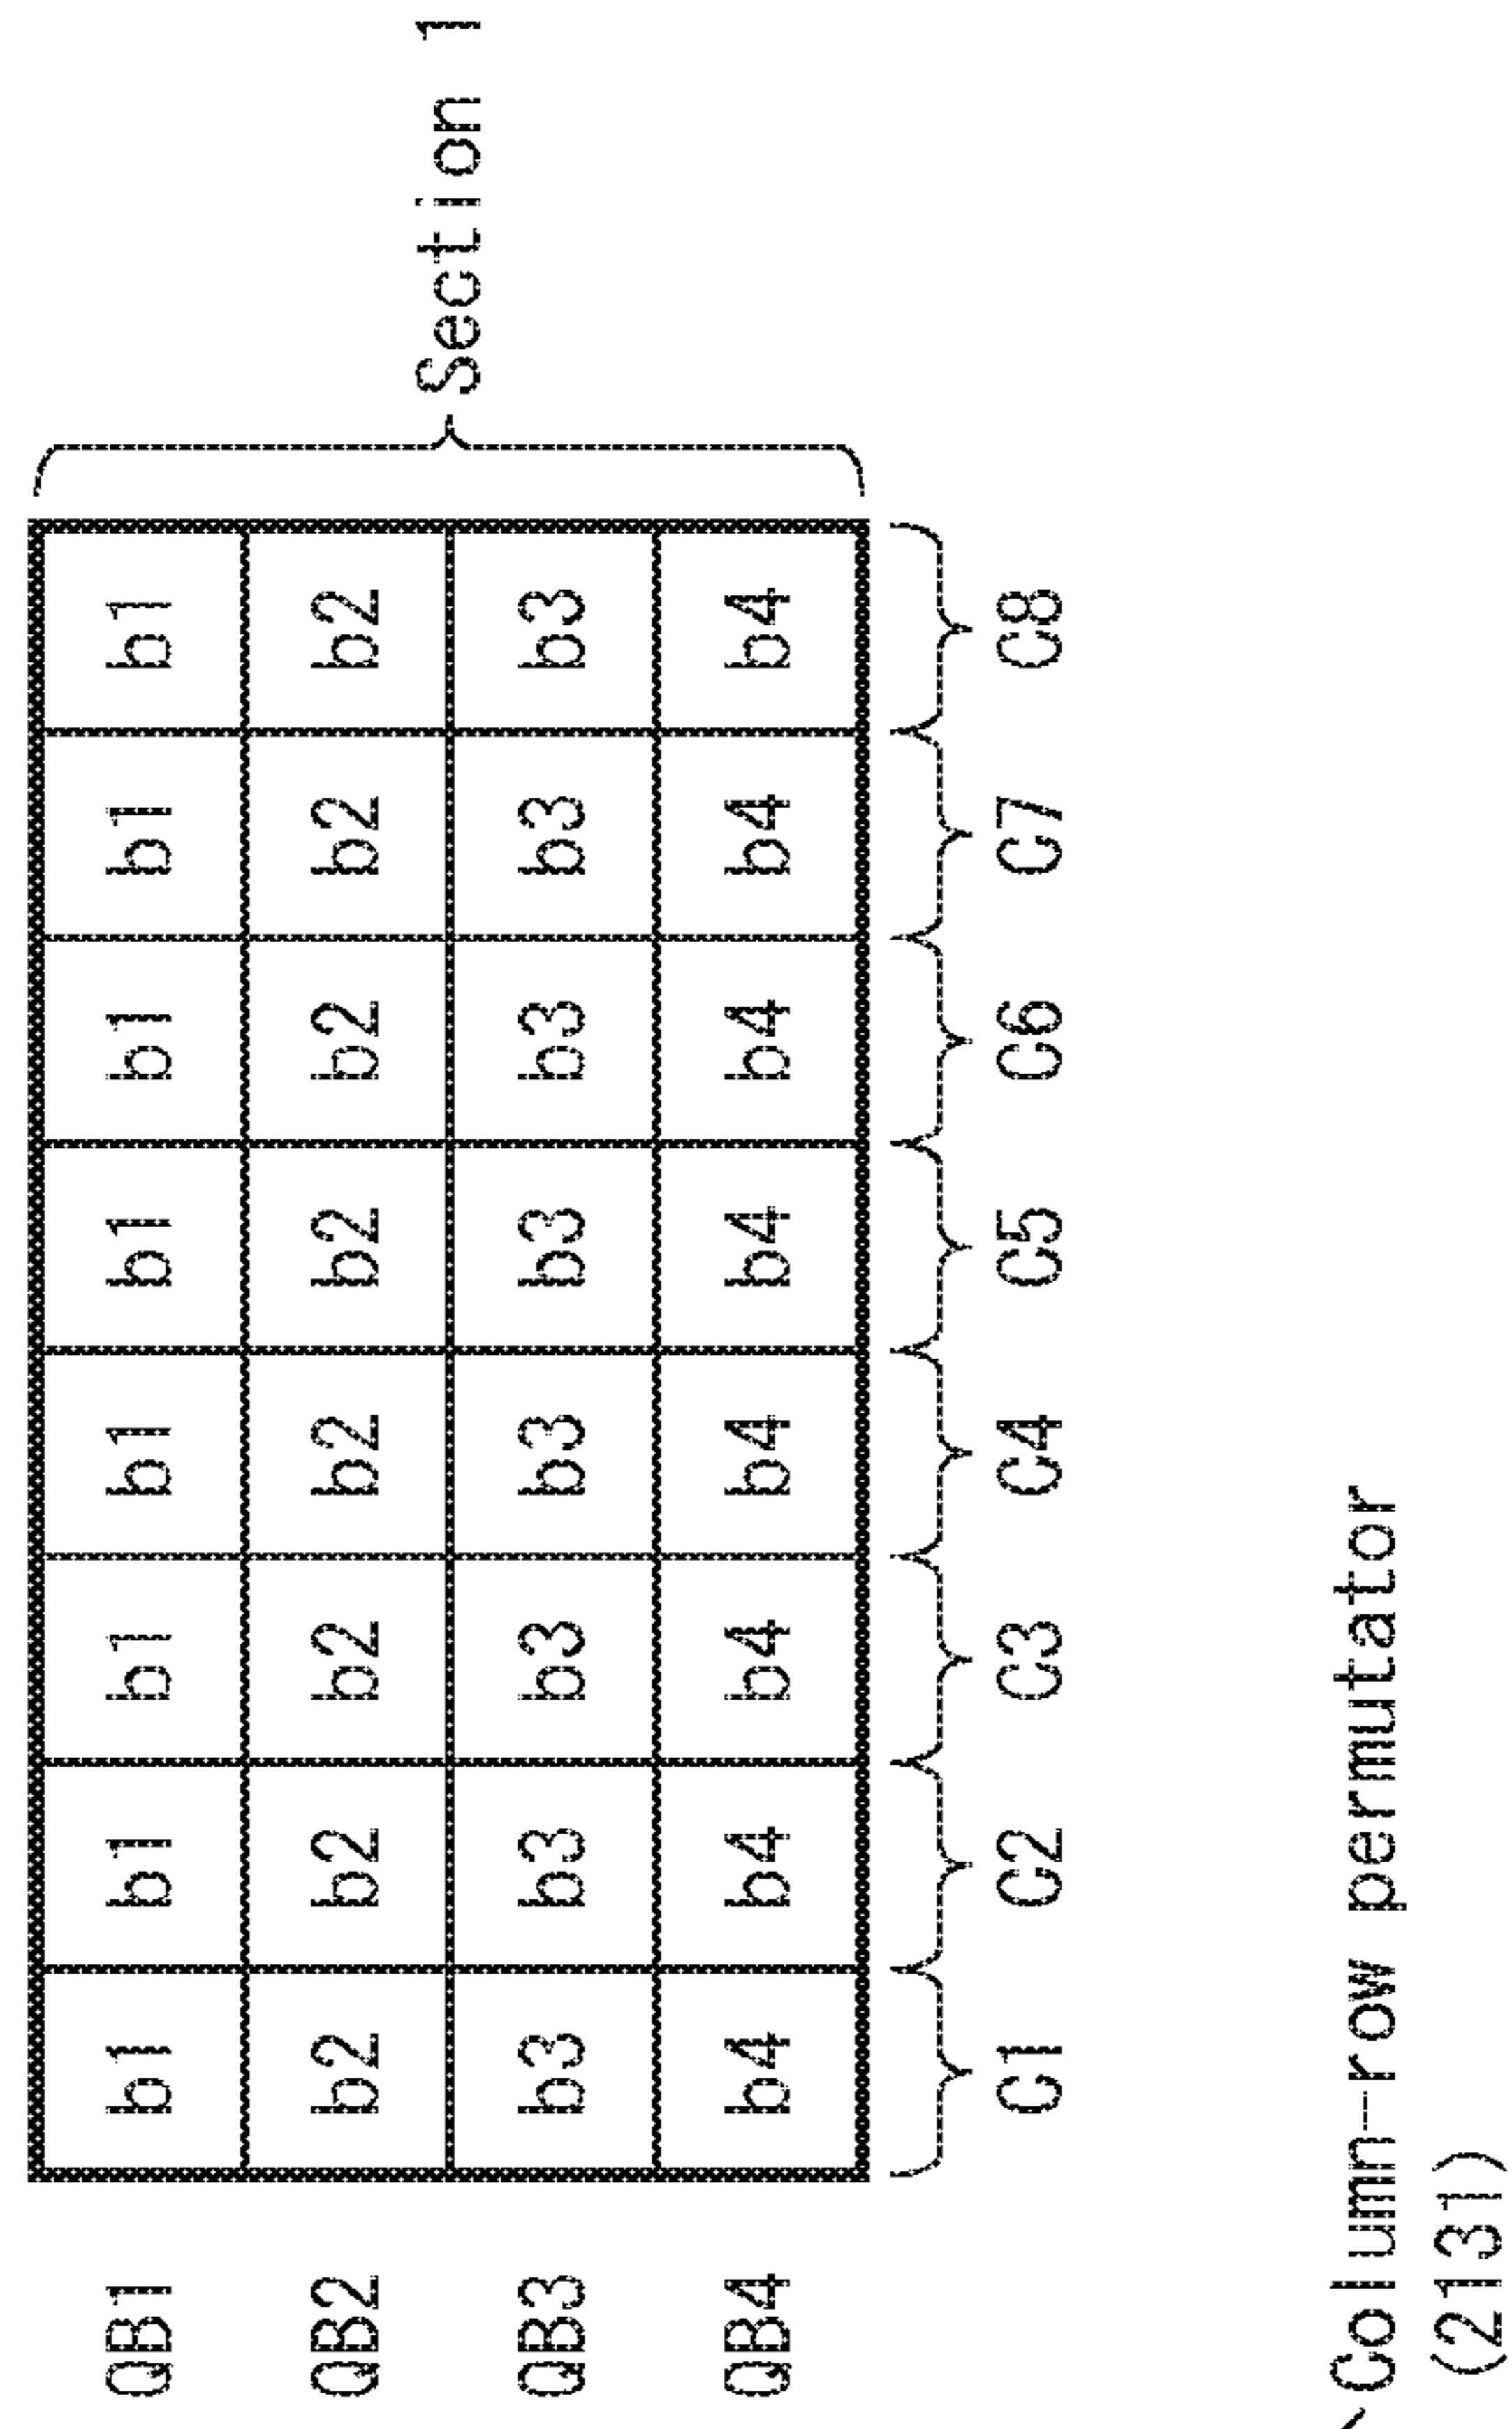 Section 1
QB1 b1 b1 b1 b1 b1 b1 b1 b1
QB2 b2 b2 b2 b2 b2 b2 b2 b2
QB3 b3 b3 b3 b3 b3 b3 b3 b3
QB4 b4 b4 b4 b4 b4 b4 b4 b4
C1 C2 C3 C4 C5 C6 C7 C8
Column-row permutator
(2131)